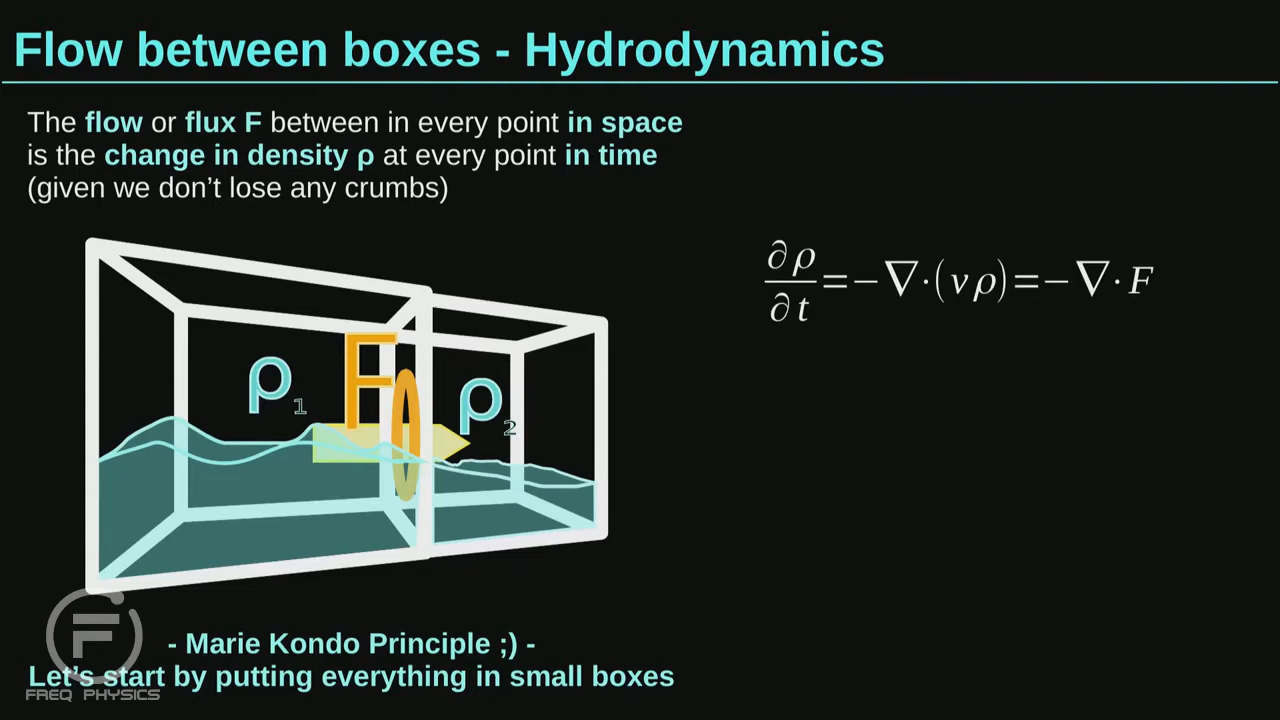 Flow between boxes - Hydrodynamics
The flow or flux F between in every point in space
is the change in density ρ at every point in time
(given we don't lose any crumbs)
∂ρ/∂t=−∇·(vρ)=−∇·F
ρ₁
F
ρ₂
- Marie Kondo Principle ;) -
Let's start by putting everything in small boxes
FREQ PHYSICS